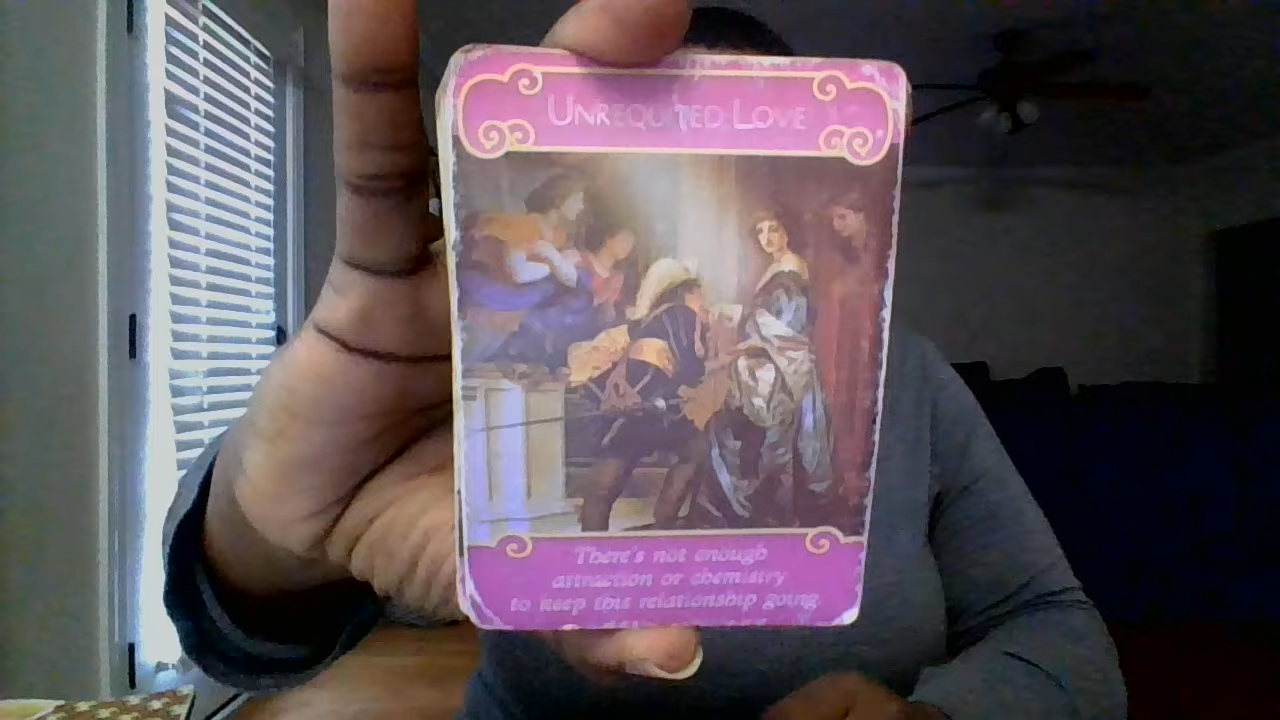 UNREQUITED LOVE
There's not enough
attraction or chemistry
to keep this relationship going.